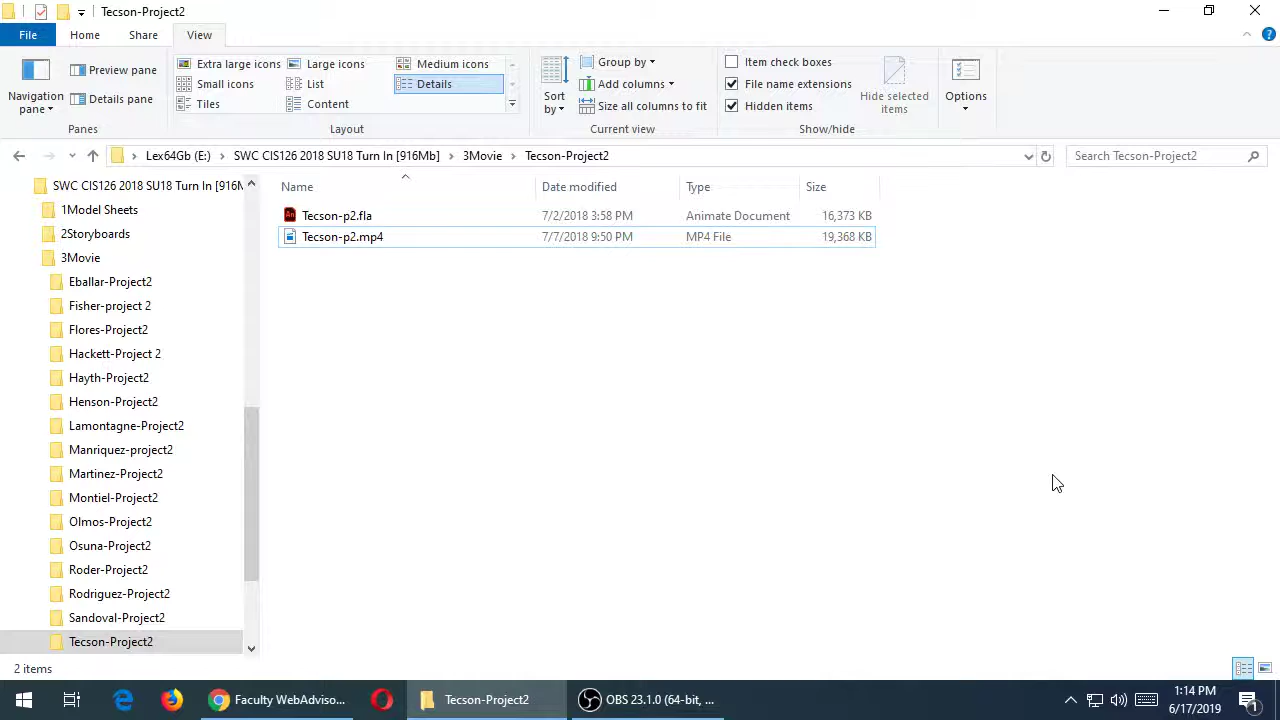 Tecson-Project2
File Home Share View
Navigation pane
Preview pane
Details pane
Panes
Extra large icons Large icons Medium icons
Small icons List Details
Tiles Content
Layout
Sort by
Group by
Add columns
Size all columns to fit
Current view
Item check boxes
File name extensions
Hidden items
Hide selected items
Show/hide
Options
Lex64Gb (E:) SWC CIS126 2018 SU18 Turn In [916Mb] 3Movie Tecson-Project2
Search Tecson-Project2
SWC CIS126 2018 SU18 Turn In [916M
1Model Sheets
2Storyboards
3Movie
Eballar-Project2
Fisher-project 2
Flores-Project2
Hackett-Project 2
Hayth-Project2
Henson-Project2
Lamontagne-Project2
Manriquez-project2
Martinez-Project2
Montiel-Project2
Olmos-Project2
Osuna-Project2
Roder-Project2
Rodriguez-Project2
Sandoval-Project2
Tecson-Project2
Name Date modified Type Size
An Tecson-p2.fla 7/2/2018 3:58 PM Animate Document 16,373 KB
Tecson-p2.mp4 7/7/2018 9:50 PM MP4 File 19,368 KB
2 items
Faculty WebAdviso...
Tecson-Project2
OBS 23.1.0 (64-bit, ...
1:14 PM
6/17/2019
1